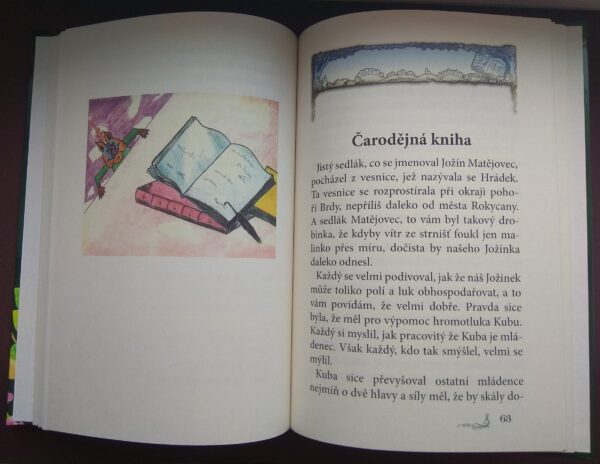 Čarodějná kniha
Jistý sedlák, co se jmenoval Jožín Matějovec,
pocházel z vesnice, jež nazývala se Hrádek.
Ta vesnice se rozprostírala při okraji poho-
ří Brdy, nepříliš daleko od města Rokycany.
A sedlák Matějovec, to vám byl takový dro-
binka, že kdyby vítr ze strnišť foukl jen ma-
linko přes míru, dočista by našeho Jožínka
daleko odnesl.
Každý se velmi podivoval, jak že náš Jožinek
může toliko polí a luk obhospodařovat, a to
vám povídám, že velmi dobře. Pravda sice
byla, že měl pro výpomoc hromotluka Kubu.
Každý si myslil, jak pracovitý že Kuba je mlá-
denec. Však každý, kdo tak smýšlel, velmi se
mýlil.
Kuba sice převyšoval ostatní mládence
nejmíň o dvě hlavy a síly měl, že by skály do-
63